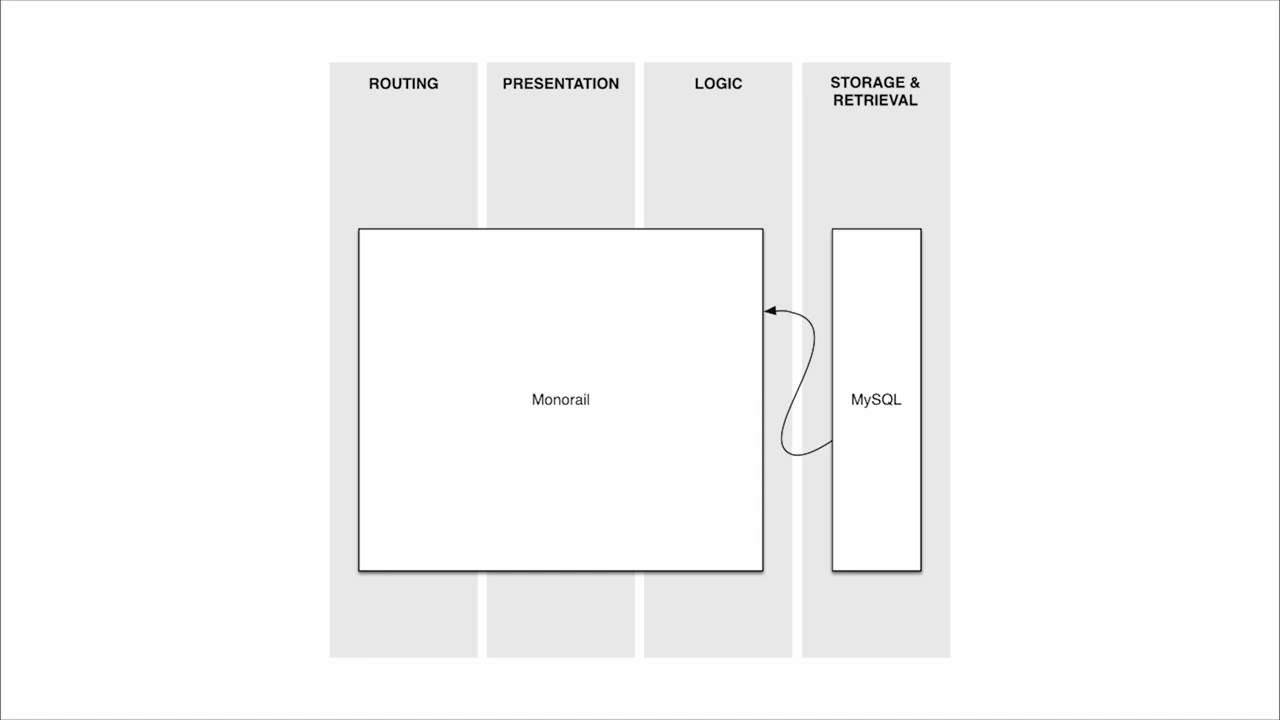 ROUTING
PRESENTATION
LOGIC
STORAGE &
RETRIEVAL
Monorail
MySQL